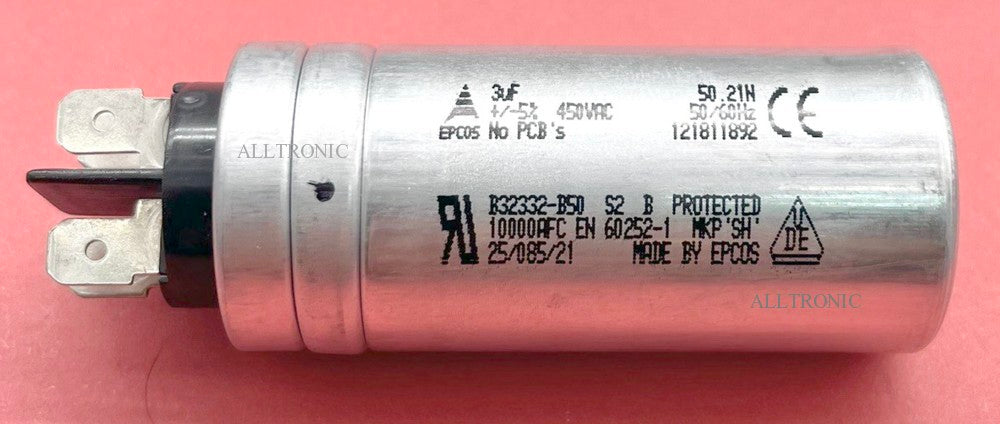 3uF 50.21N
+/-5% 450VAC 50/60Hz CE
EPCOS No PCB's 121811892
ALLTRONIC
B32332-B50 S2 B PROTECTED
10000AFC EN 60252-1 MKP'SH'
25/085/21 MADE BY EPCOS
DE
ALLTRONIC